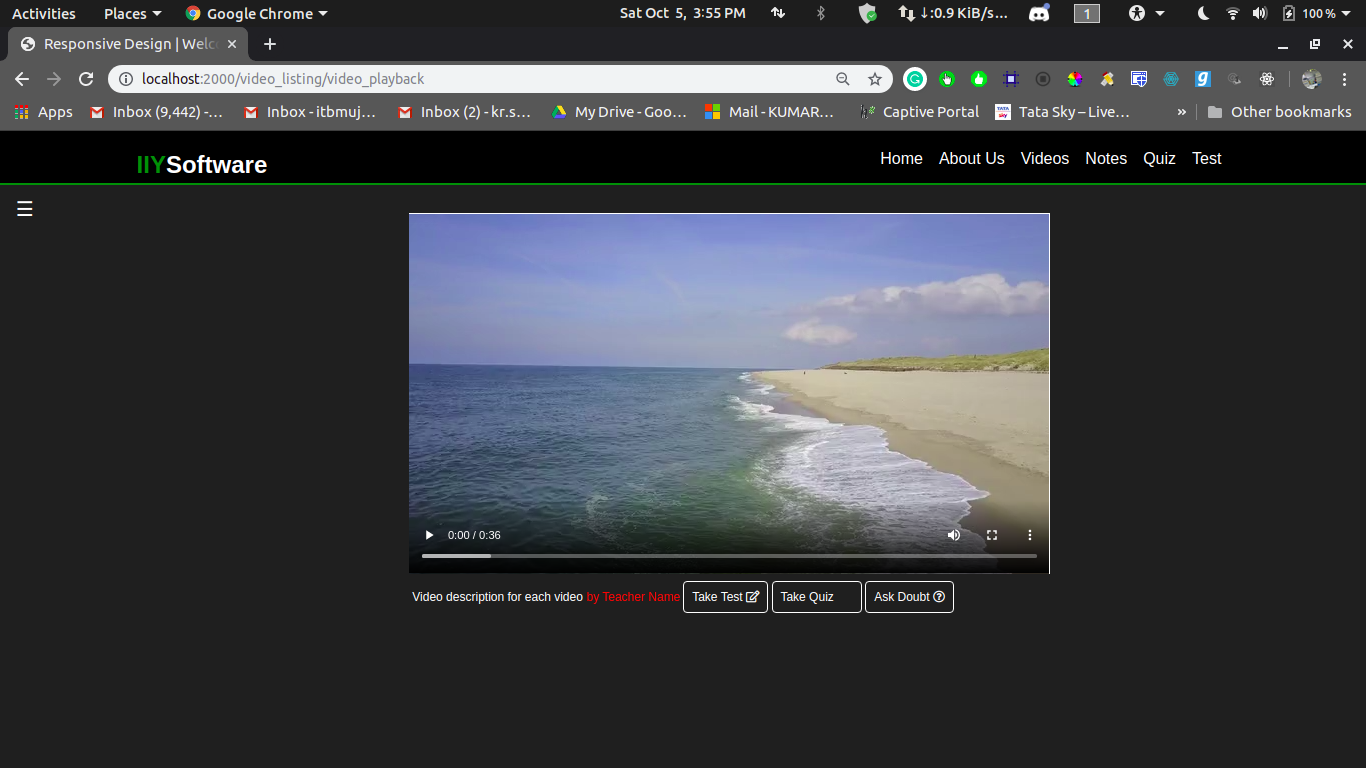 Activities Places Google Chrome Sat Oct 5, 3:55 PM ↓:0.9 KiB/s... 1 100 %
Responsive Design | Welc
localhost:2000/video_listing/video_playback
Apps Inbox (9,442) -... Inbox - itbmuj... Inbox (2) - kr.s... My Drive - Goo... Mail - KUMAR... Captive Portal TATA sky Tata Sky – Live... » Other bookmarks
IIYSoftware Home About Us Videos Notes Quiz Test
0:00 / 0:36
Video description for each video by Teacher Name Take Test Take Quiz Ask Doubt